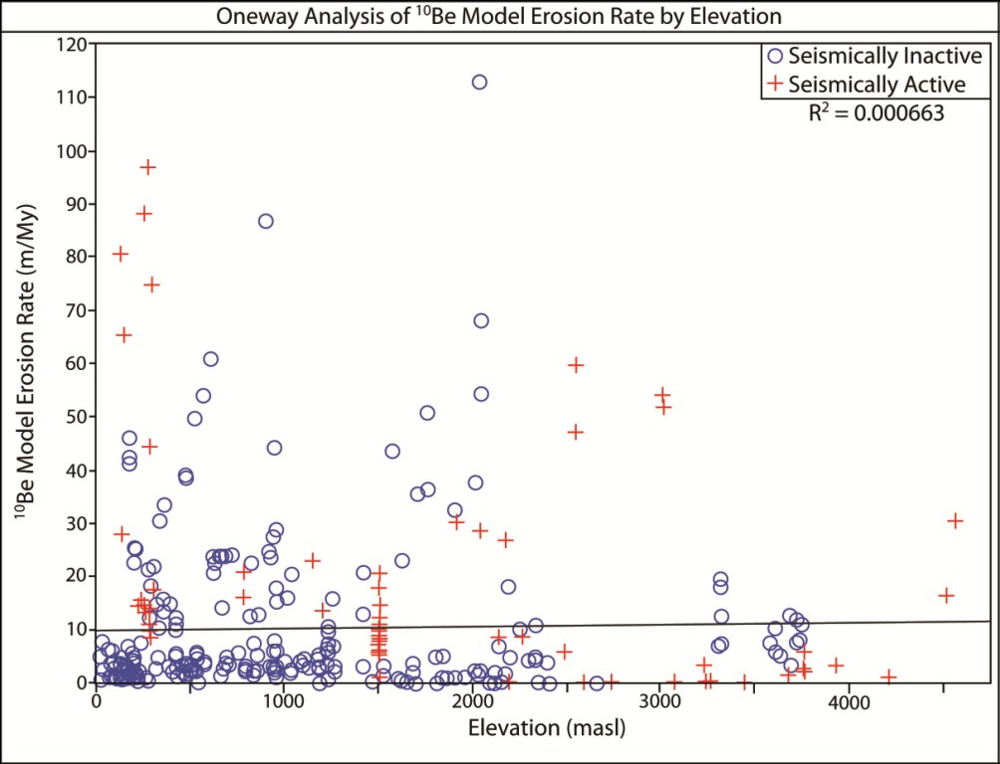 Oneway Analysis of ¹⁰Be Model Erosion Rate by Elevation
Seismically Inactive
Seismically Active
R² = 0.000663
¹⁰Be Model Erosion Rate (m/My)
120
110
100
90
80
70
60
50
40
30
20
10
0
0 1000 2000 3000 4000
Elevation (masl)